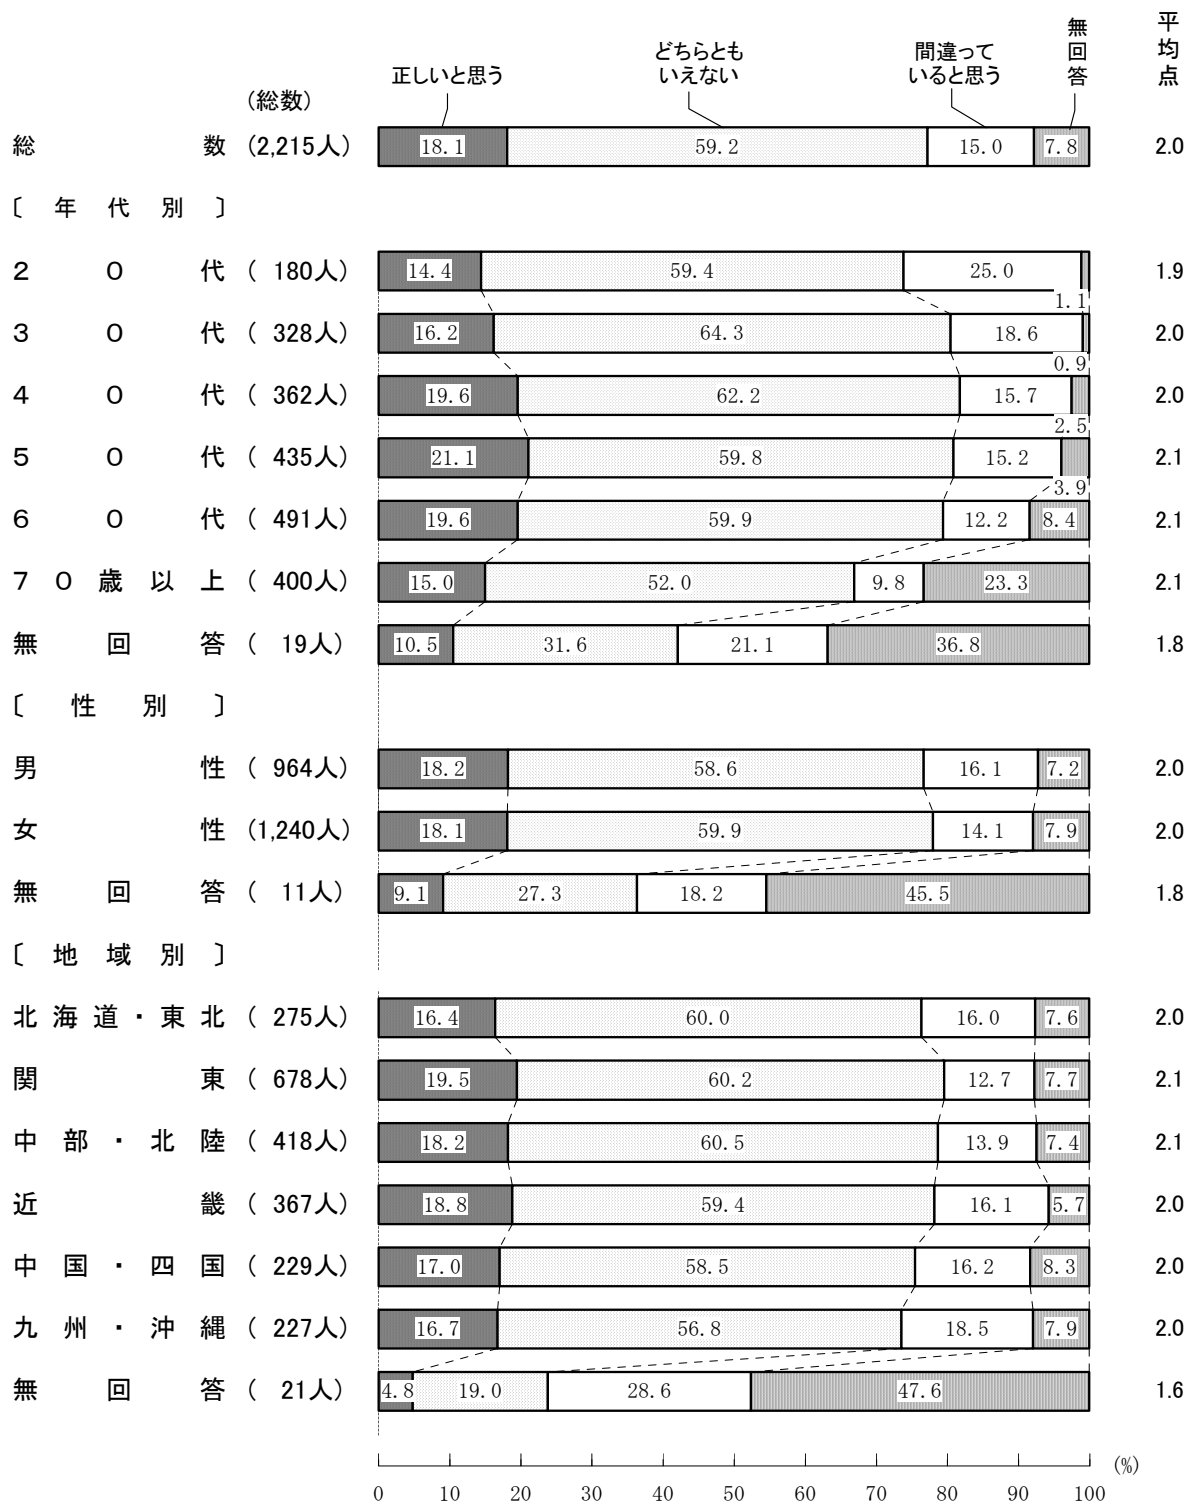 正しいと思う
どちらとも
いえない
間違って
いると思う
無回答
平均点
(総数)
総数 (2,215人) 18.1 59.2 15.0 7.8 2.0
〔年代別〕
２０代 ( 180人) 14.4 59.4 25.0 1.1 1.9
３０代 ( 328人) 16.2 64.3 18.6 0.9 2.0
４０代 ( 362人) 19.6 62.2 15.7 2.5 2.0
５０代 ( 435人) 21.1 59.8 15.2 3.9 2.1
６０代 ( 491人) 19.6 59.9 12.2 8.4 2.1
７０歳以上 ( 400人) 15.0 52.0 9.8 23.3 2.1
無回答 ( 19人) 10.5 31.6 21.1 36.8 1.8
〔性別〕
男性 ( 964人) 18.2 58.6 16.1 7.2 2.0
女性 (1,240人) 18.1 59.9 14.1 7.9 2.0
無回答 ( 11人) 9.1 27.3 18.2 45.5 1.8
〔地域別〕
北海道・東北 ( 275人) 16.4 60.0 16.0 7.6 2.0
関東 ( 678人) 19.5 60.2 12.7 7.7 2.1
中部・北陸 ( 418人) 18.2 60.5 13.9 7.4 2.1
近畿 ( 367人) 18.8 59.4 16.1 5.7 2.0
中国・四国 ( 229人) 17.0 58.5 16.2 8.3 2.0
九州・沖縄 ( 227人) 16.7 56.8 18.5 7.9 2.0
無回答 ( 21人) 4.8 19.0 28.6 47.6 1.6
0 10 20 30 40 50 60 70 80 90 100 (%)